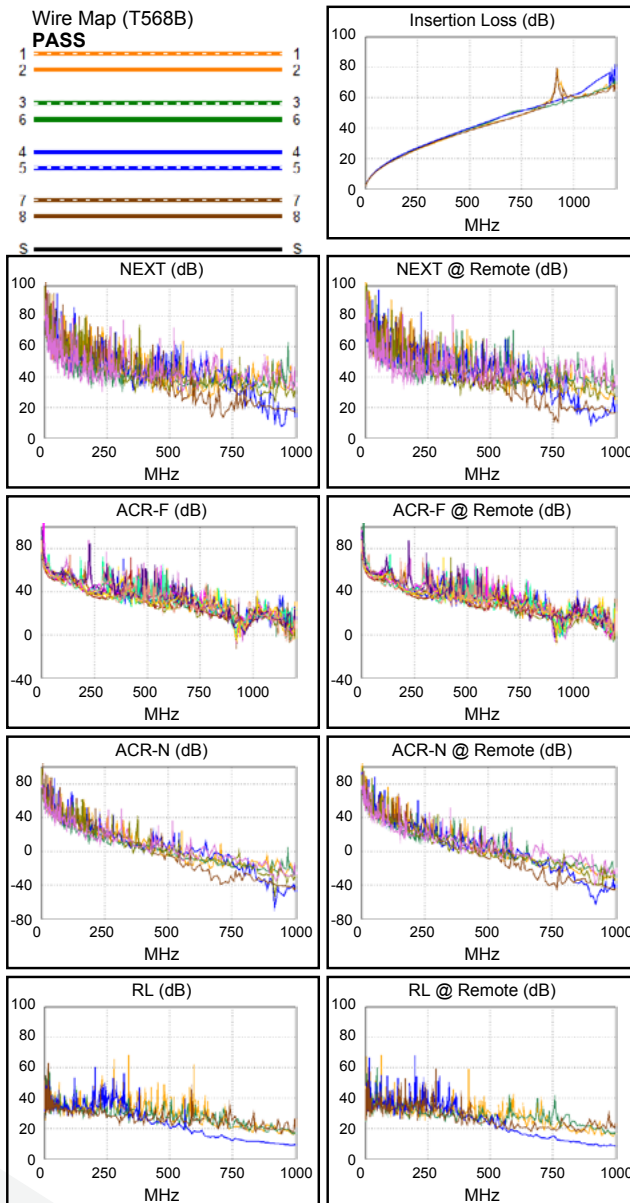 Wire Map (T568B)
PASS
1 1
2 2
3 3
6 6
4 4
5 5
7 7
8 8
S S
Insertion Loss (dB)
100
80
60
40
20
0
0 250 500 750 1000
MHz
NEXT (dB)
100
80
60
40
20
0
0 250 500 750 1000
MHz
NEXT @ Remote (dB)
100
80
60
40
20
0
0 250 500 750 1000
MHz
ACR-F (dB)
80
40
0
-40
0 250 500 750 1000
MHz
ACR-F @ Remote (dB)
80
40
0
-40
0 250 500 750 1000
MHz
ACR-N (dB)
80
40
0
-40
-80
0 250 500 750 1000
MHz
ACR-N @ Remote (dB)
80
40
0
-40
-80
0 250 500 750 1000
MHz
RL (dB)
100
80
60
40
20
0
0 250 500 750 1000
MHz
RL @ Remote (dB)
100
80
60
40
20
0
0 250 500 750 1000
MHz